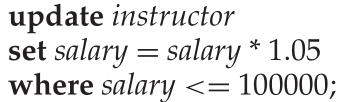 update instructor
set salary = salary * 1.05
where salary <= 100000;